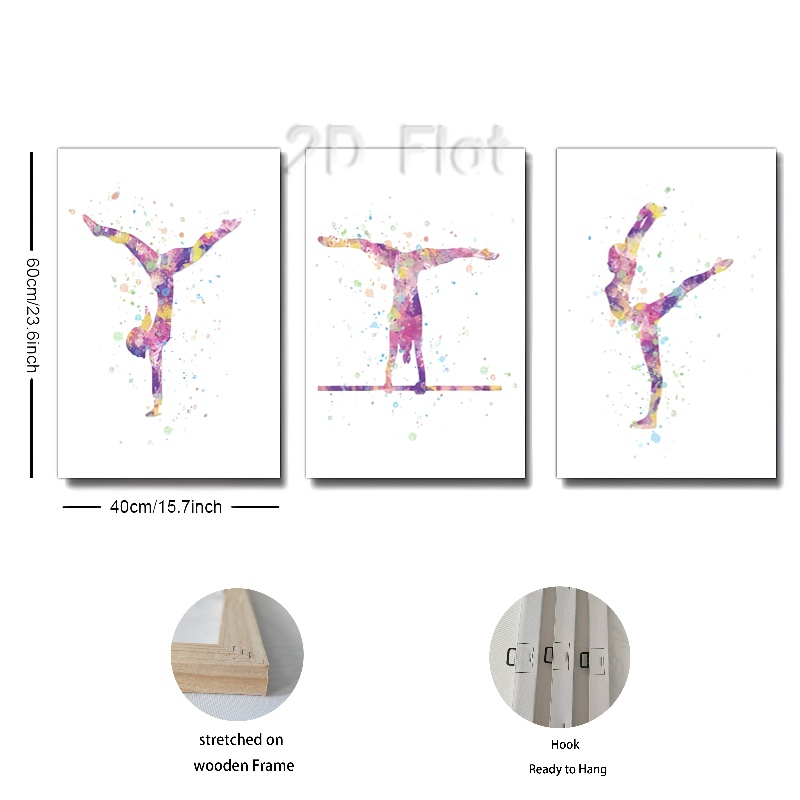 2D Flat
60cm/23.6inch
40cm/15.7inch
stretched on
wooden Frame
Hook
Ready to Hang